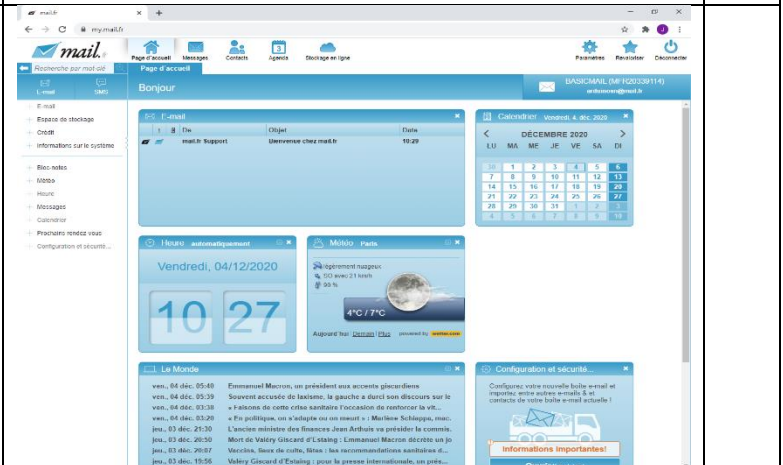 mail.fr
my.mail.fr
mail.
Page d'accueil Messages Contacts Agenda Stockage en ligne
Paramètres Revaloriser Déconnecter
Recherche par mot-clé
Page d'accueil
E-mail SMS
Bonjour
BASICMAIL (MFR20339114)
E-mail
Espace de stockage
Crédit
Informations sur le système
Bloc-notes
Météo
Heure
Messages
Calendrier
Prochains rendez vous
Configuration et sécurité...
E-mail
! De Objet Date
mail.fr Support Bienvenue chez mail.fr 10:29
Calendrier Vendredi, 4. déc. 2020
< DÉCEMBRE 2020 >
LU MA ME JE VE SA DI
30 1 2 3 4 5 6
7 8 9 10 11 12 13
14 15 16 17 18 19 20
21 22 23 24 25 26 27
28 29 30 31 1 2 3
4 5 6 7 8 9 10
Heure automatiquement
Vendredi, 04/12/2020
10 27
Météo Paris
légèrement nuageux
SO avec 21 km/h
99 %
4°C / 7°C
Aujourd'hui Demain Plus powered by wetter.com
Le Monde
ven., 04 déc. 05:40 Emmanuel Macron, un président aux accents giscardiens
ven., 04 déc. 05:39 Souvent accusée de laxisme, la gauche a durci son discours sur le
ven., 04 déc. 03:38 « Faisons de cette crise sanitaire l'occasion de renforcer la vit...
ven., 04 déc. 03:20 « En politique, on s'adapte ou on meurt » : Marlène Schiappa, muc.
jeu., 03 déc. 21:30 L'ancien ministre des finances Jean Arthuis va présider la commis.
jeu., 03 déc. 20:50 Mort de Valéry Giscard d'Estaing : Emmanuel Macron décrète un jo
jeu., 03 déc. 20:07 Vaccins, lieux de culte, fêtes : les recommandations sanitaires d...
jeu., 03 déc. 19:56 Valéry Giscard d'Estaing : pour la presse internationale, un prés...
Configuration et sécurité...
Configurez votre nouvelle boîte e-mail et
importez entre autres e-mails & et
contacts de votre boîte e-mail actuelle !
Informations importantes!